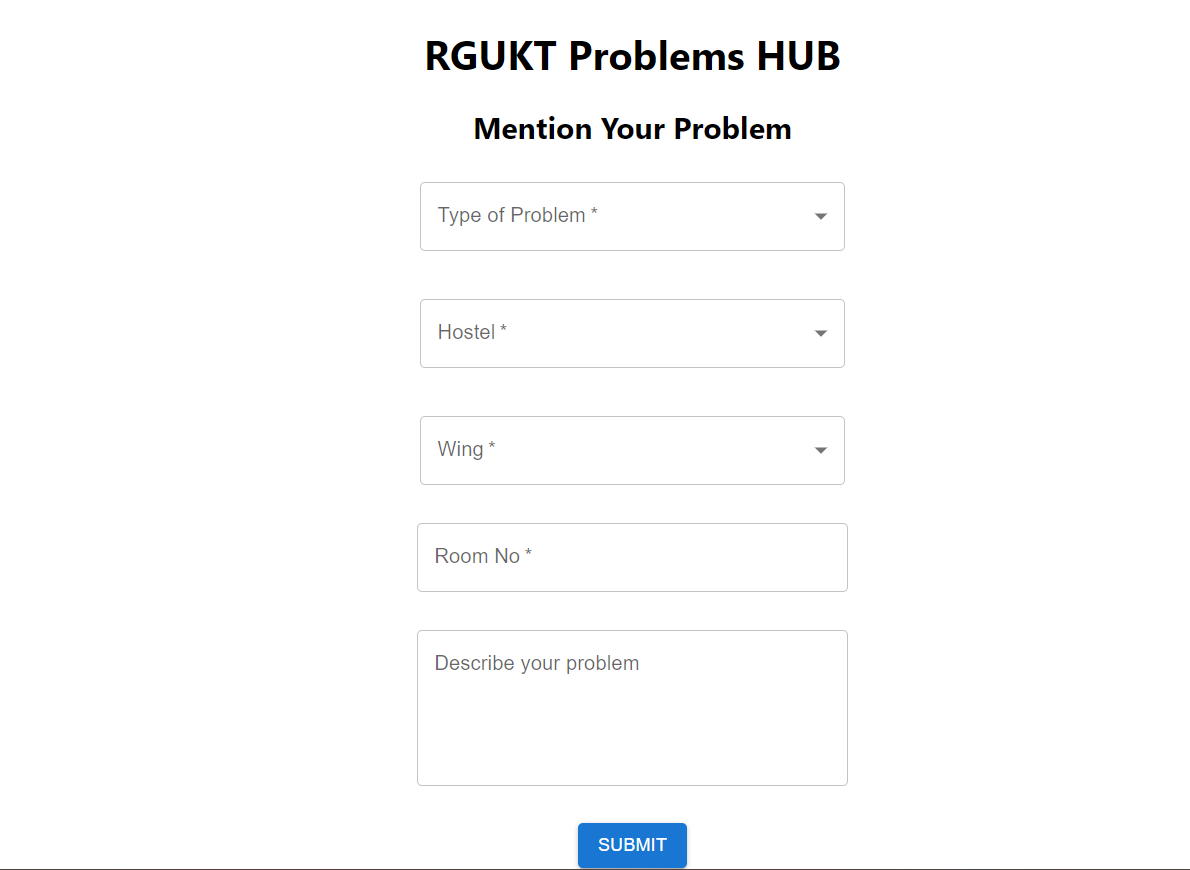 RGUKT Problems HUB
Mention Your Problem
Type of Problem *
Hostel *
Wing *
Room No *
Describe your problem
SUBMIT